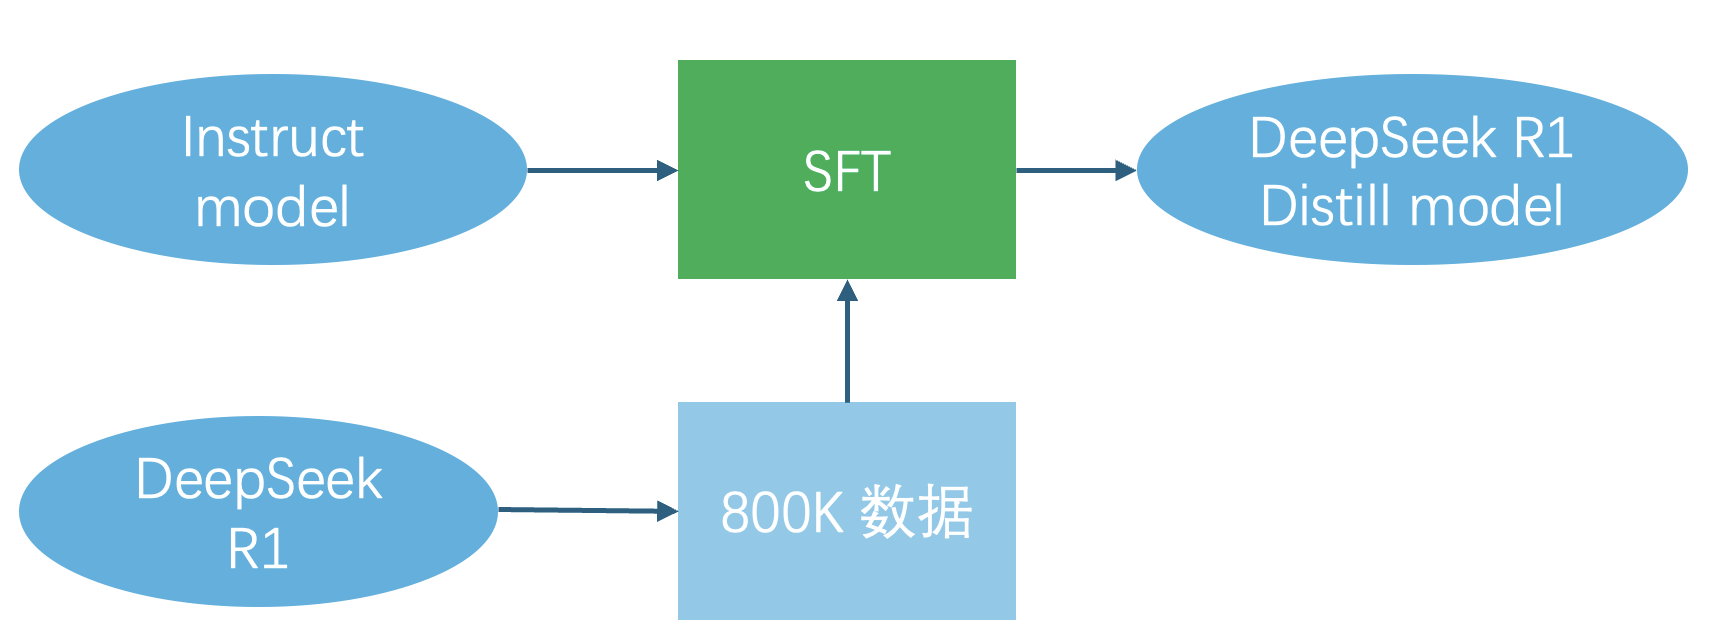 Instruct
model
SFT
DeepSeek R1
Distill model
DeepSeek
R1
800K 数据